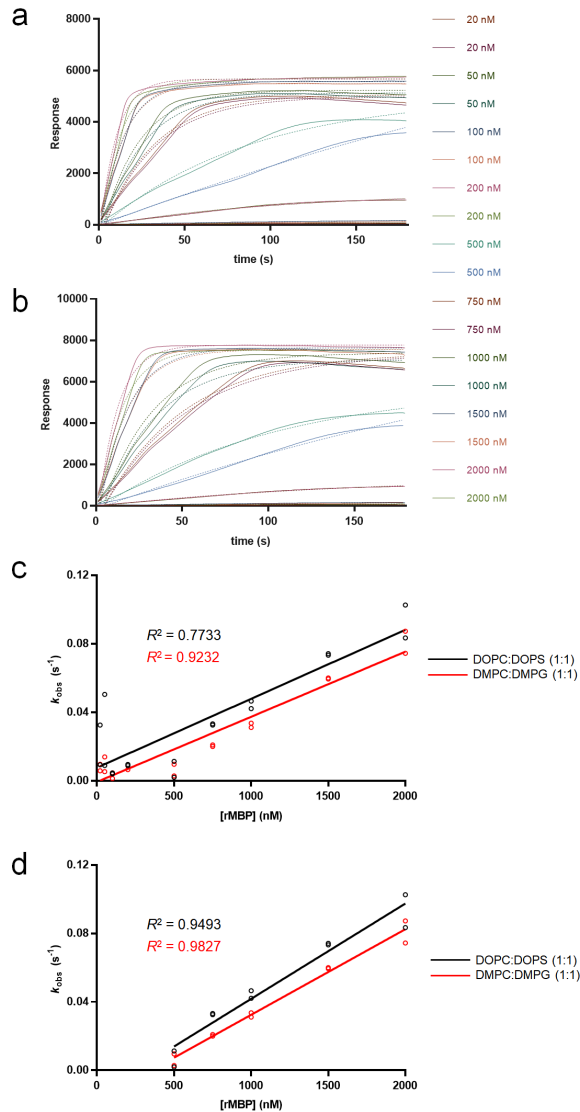 a
8000
6000
4000
2000
0
Response
0 50 100 150
time (s)
20 nM
20 nM
50 nM
50 nM
100 nM
100 nM
200 nM
200 nM
500 nM
500 nM
750 nM
750 nM
1000 nM
1000 nM
1500 nM
1500 nM
2000 nM
2000 nM
b
10000
8000
6000
4000
2000
0
Response
0 50 100 150
time (s)
c
0.12
0.08
0.04
0.00
kobs (s-1)
R2 = 0.7733
R2 = 0.9232
DOPC:DOPS (1:1)
DMPC:DMPG (1:1)
0 500 1000 1500 2000
[rMBP] (nM)
d
0.12
0.08
0.04
0.00
kobs (s-1)
R2 = 0.9493
R2 = 0.9827
DOPC:DOPS (1:1)
DMPC:DMPG (1:1)
0 500 1000 1500 2000
[rMBP] (nM)